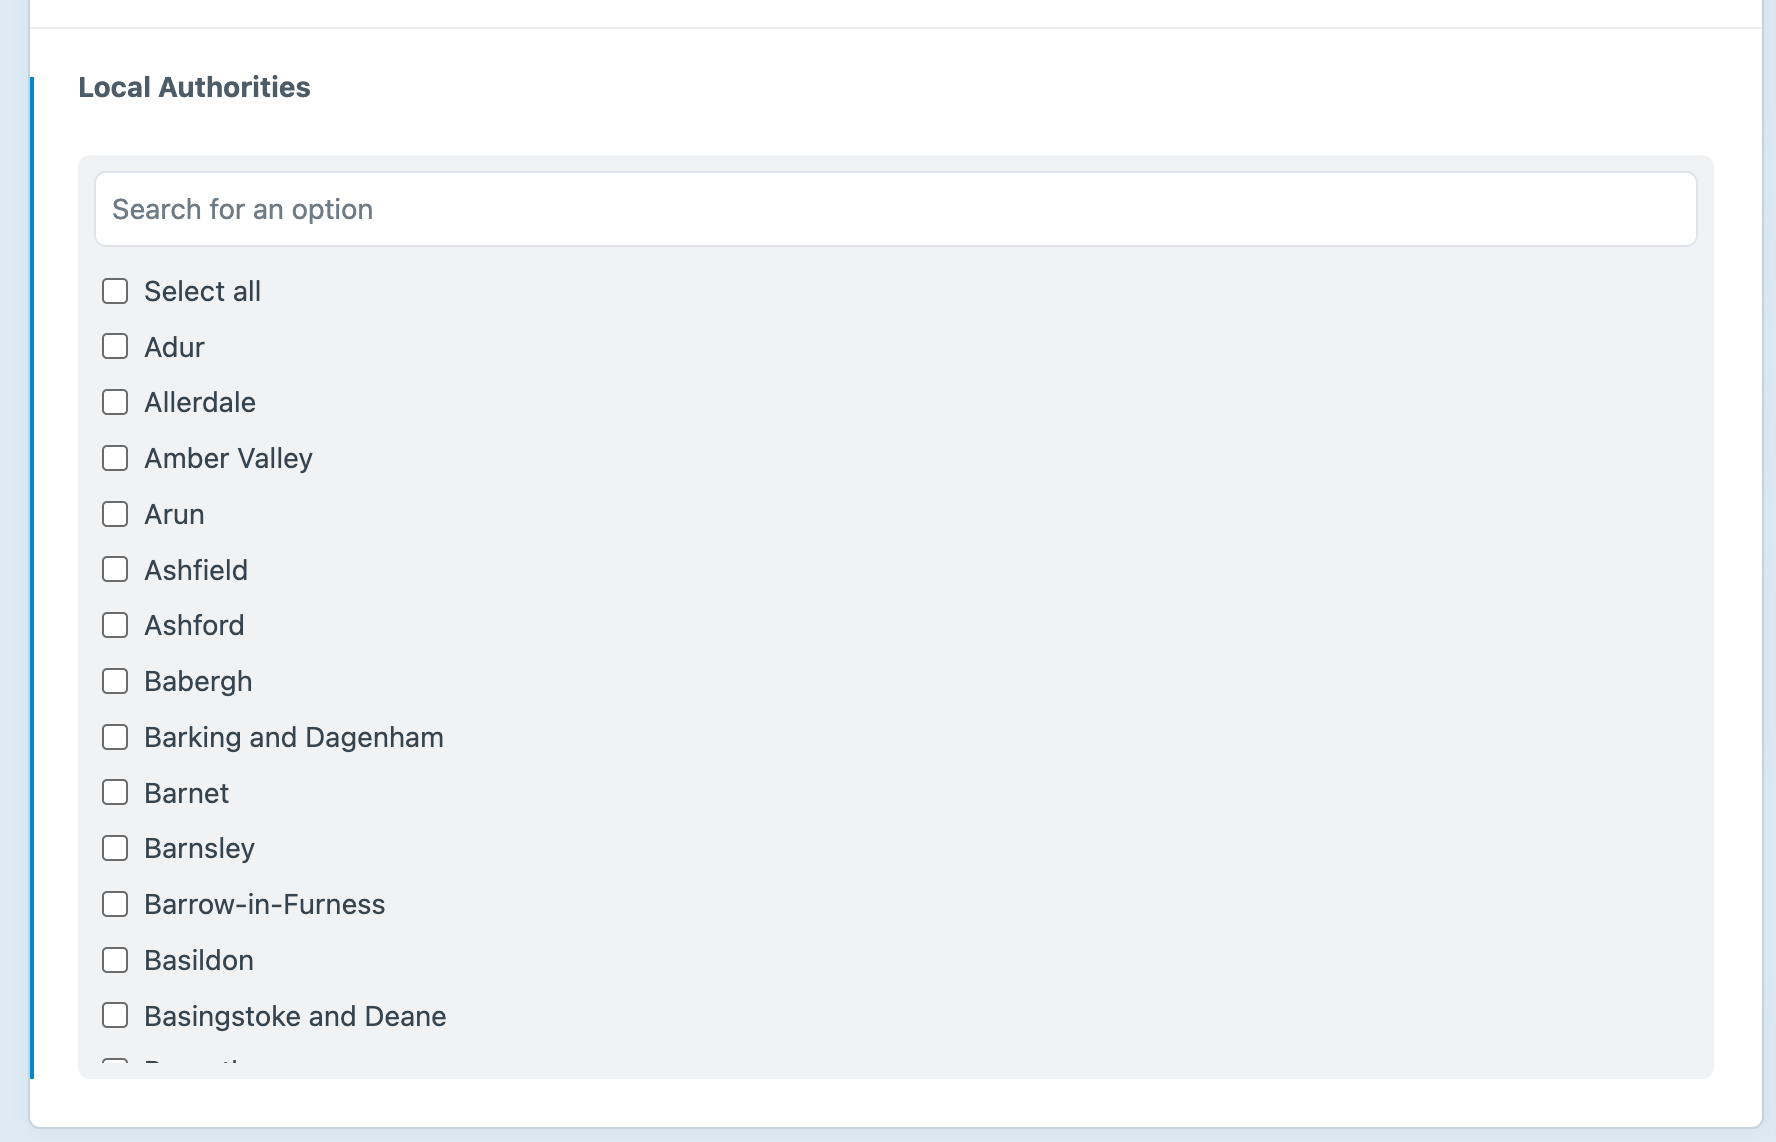 Local Authorities
Search for an option
Select all
Adur
Allerdale
Amber Valley
Arun
Ashfield
Ashford
Babergh
Barking and Dagenham
Barnet
Barnsley
Barrow-in-Furness
Basildon
Basingstoke and Deane